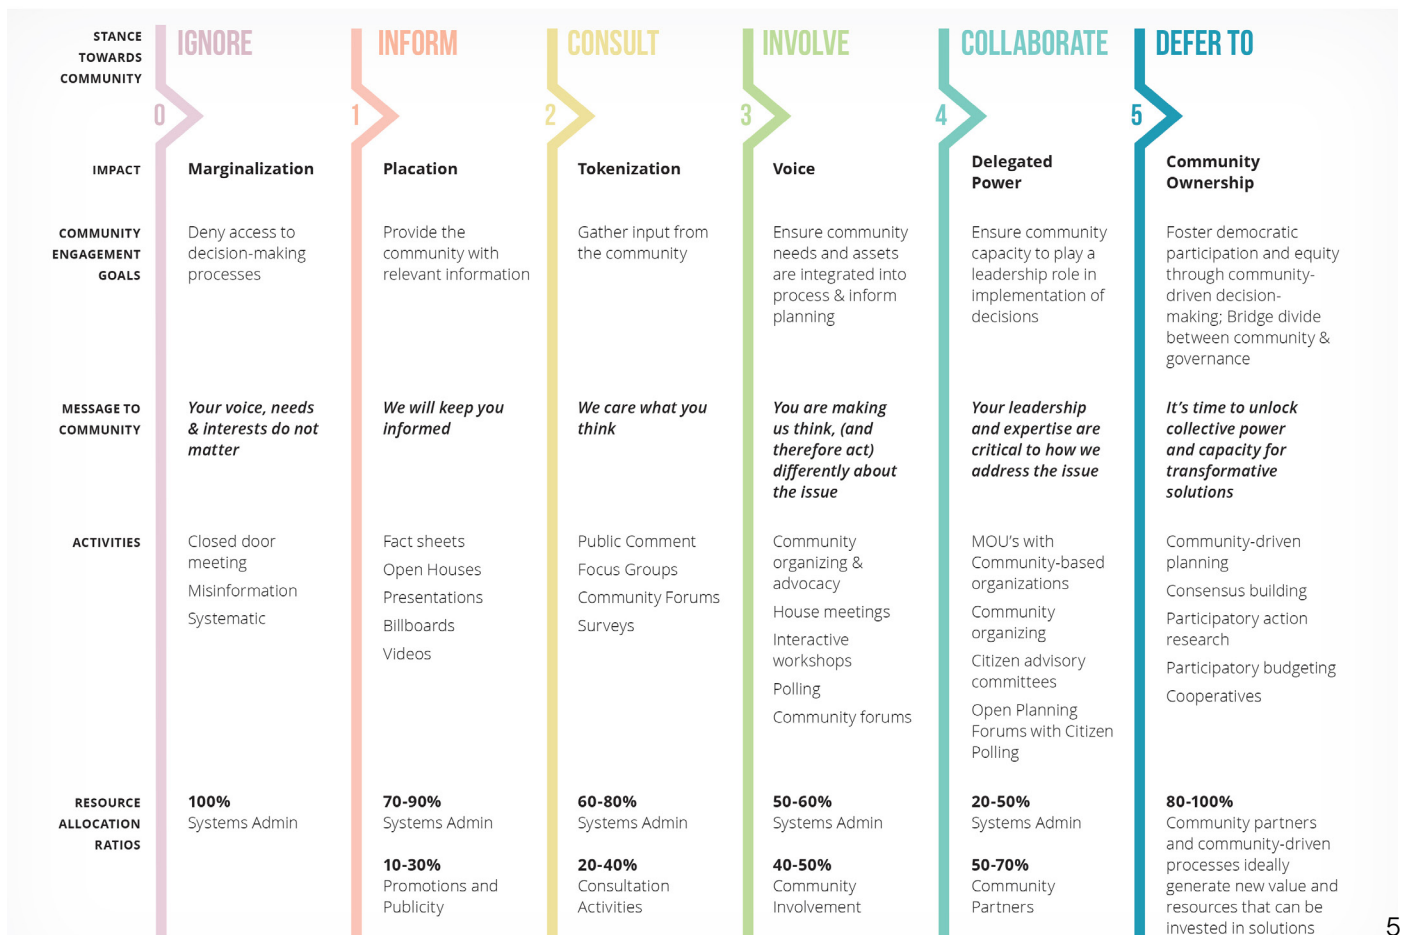 STANCE
TOWARDS
COMMUNITY
IGNORE
INFORM
CONSULT
INVOLVE
COLLABORATE
DEFER TO
0
1
2
3
4
5
IMPACT
Marginalization
Placation
Tokenization
Voice
Delegated
Power
Community
Ownership
COMMUNITY
ENGAGEMENT
GOALS
Deny access to
decision-making
processes
Provide the
community with
relevant information
Gather input from
the community
Ensure community
needs and assets
are integrated into
process & inform
planning
Ensure community
capacity to play a
leadership role in
implementation of
decisions
Foster democratic
participation and equity
through community-
driven decision-
making; Bridge divide
between community &
governance
MESSAGE TO
COMMUNITY
Your voice, needs
& interests do not
matter
We will keep you
informed
We care what you
think
You are making
us think, (and
therefore act)
differently about
the issue
Your leadership
and expertise are
critical to how we
address the issue
It’s time to unlock
collective power
and capacity for
transformative
solutions
ACTIVITIES
Closed door
meeting
Misinformation
Systematic
Fact sheets
Open Houses
Presentations
Billboards
Videos
Public Comment
Focus Groups
Community Forums
Surveys
Community
organizing &
advocacy
House meetings
Interactive
workshops
Polling
Community forums
MOU’s with
Community-based
organizations
Community
organizing
Citizen advisory
committees
Open Planning
Forums with Citizen
Polling
Community-driven
planning
Consensus building
Participatory action
research
Participatory budgeting
Cooperatives
RESOURCE
ALLOCATION
RATIOS
100%
Systems Admin
70-90%
Systems Admin
10-30%
Promotions and
Publicity
60-80%
Systems Admin
20-40%
Consultation
Activities
50-60%
Systems Admin
40-50%
Community
Involvement
20-50%
Systems Admin
50-70%
Community
Partners
80-100%
Community partners
and community-driven
processes ideally
generate new value and
resources that can be
invested in solutions
5